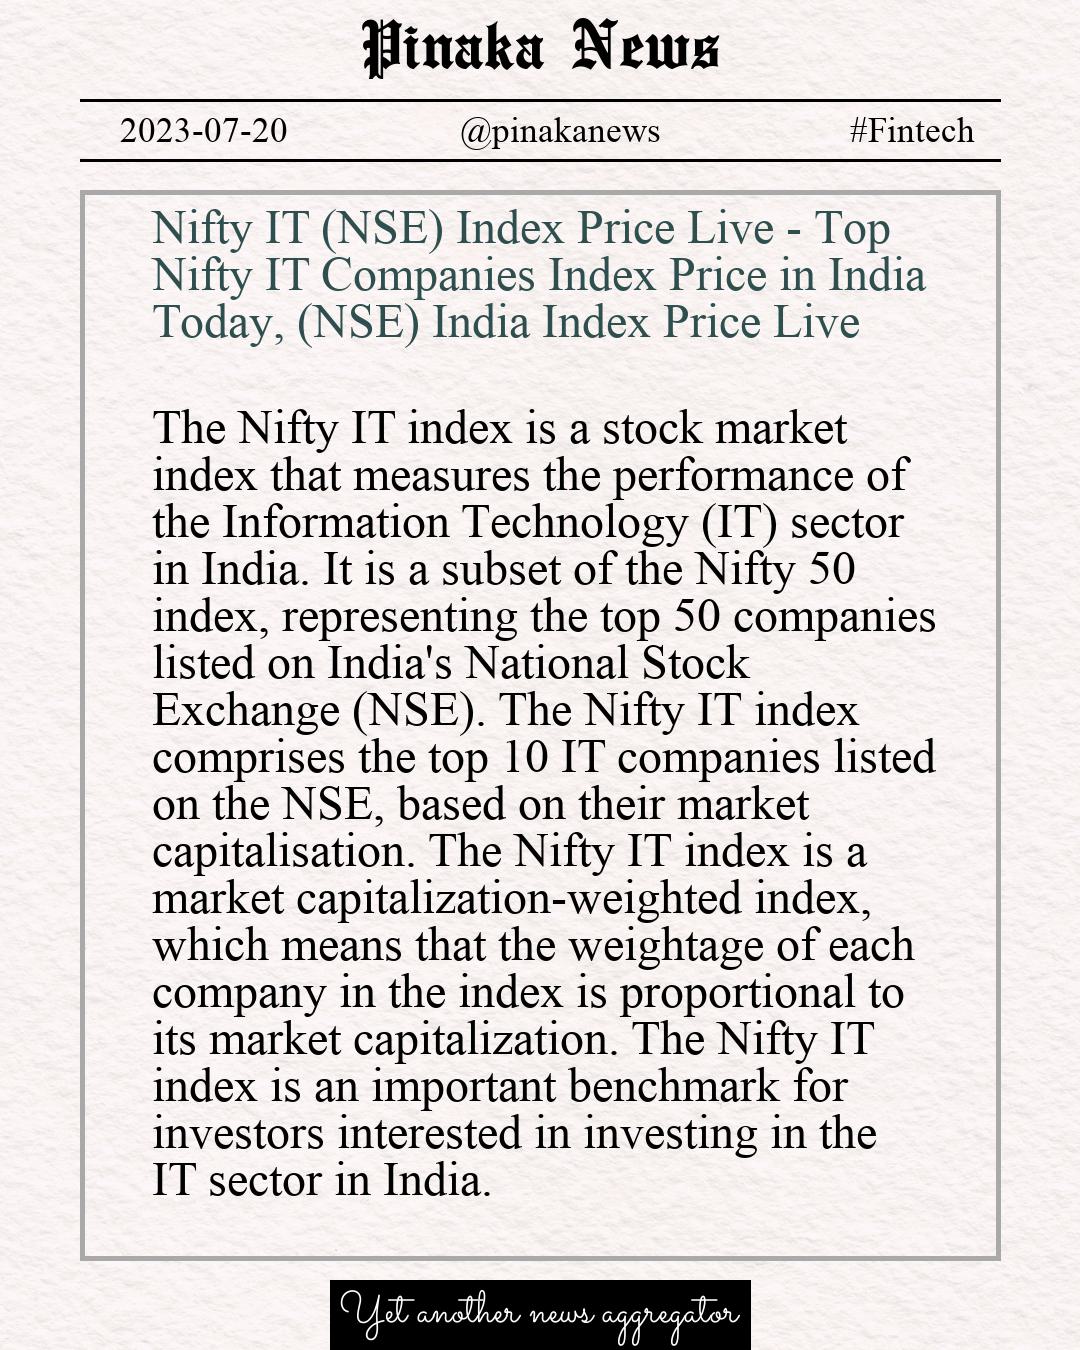 Pinaka News
2023-07-20 @pinakanews #Fintech
Nifty IT (NSE) Index Price Live - Top
Nifty IT Companies Index Price in India
Today, (NSE) India Index Price Live
The Nifty IT index is a stock market
index that measures the performance of
the Information Technology (IT) sector
in India. It is a subset of the Nifty 50
index, representing the top 50 companies
listed on India's National Stock
Exchange (NSE). The Nifty IT index
comprises the top 10 IT companies listed
on the NSE, based on their market
capitalisation. The Nifty IT index is a
market capitalization-weighted index,
which means that the weightage of each
company in the index is proportional to
its market capitalization. The Nifty IT
index is an important benchmark for
investors interested in investing in the
IT sector in India.
Yet another news aggregator